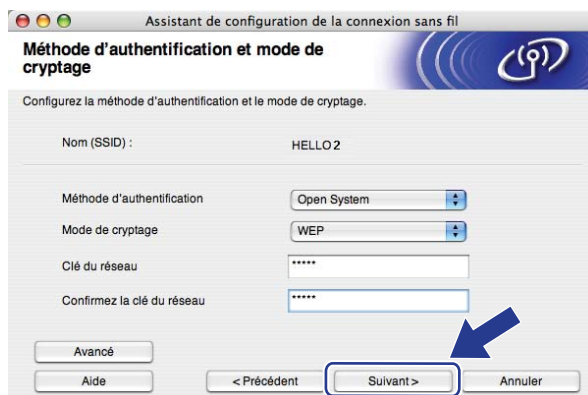 Assistant de configuration de la connexion sans fil
Méthode d'authentification et mode de
cryptage
Configurez la méthode d'authentification et le mode de cryptage.
Nom (SSID) : HELLO 2
Méthode d'authentification Open System
Mode de cryptage WEP
Clé du réseau *****
Confirmez la clé du réseau *****
Avancé
Aide < Précédent Suivant > Annuler